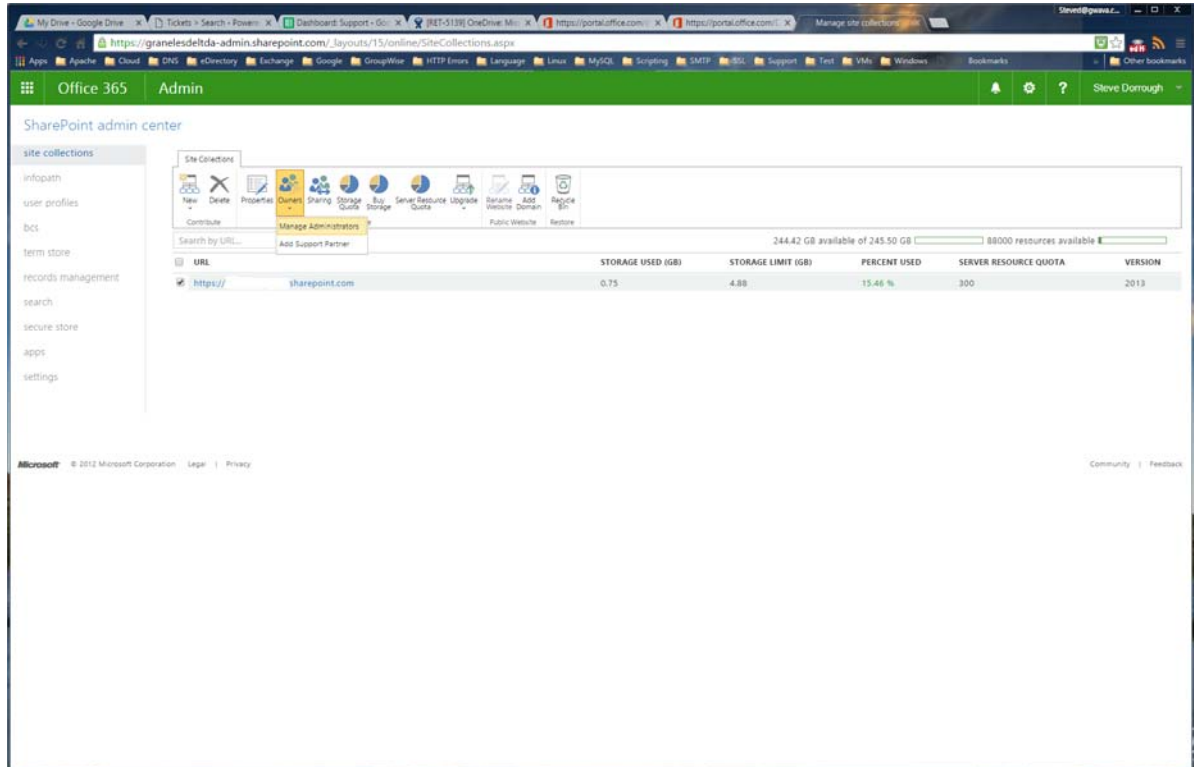 Steved@gwava.c...
My Drive - Google Drive
Tickets > Search - Powere
Dashboard: Support - Goo
[RET-5139] OneDrive: Mic
https://portal.office.com/
https://portal.office.com/
Manage site collections
https://granelesdeltda-admin.sharepoint.com/_layouts/15/online/SiteCollections.aspx
Apps Apache Cloud DNS eDirectory Exchange Google GroupWise HTTP Errors Language Linux MySQL Scripting SMTP SSL Support Test VMs Windows Bookmarks » Other bookmarks
Office 365 Admin ? Steve Dorrough
SharePoint admin center
site collections
infopath
user profiles
bcs
term store
records management
search
secure store
apps
settings
Site Collections
New Delete Properties Owners Sharing Storage Quota Buy Storage Server Resource Quota Upgrade Rename Website Add Domain Recycle Bin
Contribute Public Website Restore
Manage Administrators
Add Support Partner
Search by URL... 244.42 GB available of 245.50 GB 88000 resources available
URL STORAGE USED (GB) STORAGE LIMIT (GB) PERCENT USED SERVER RESOURCE QUOTA VERSION
https:// sharepoint.com 0.75 4.88 15.46 % 300 2013
Microsoft © 2012 Microsoft Corporation Legal | Privacy Community | Feedback